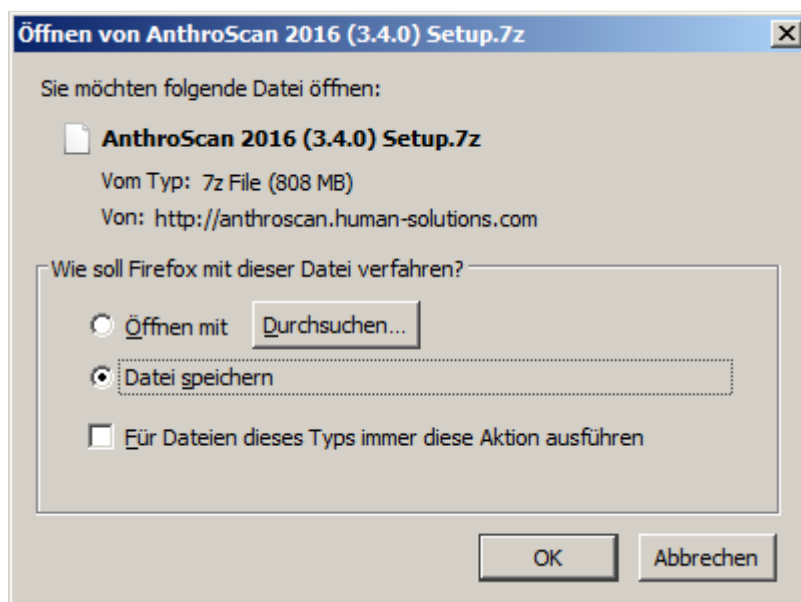 Öffnen von AnthroScan 2016 (3.4.0) Setup.7z
Sie möchten folgende Datei öffnen:
AnthroScan 2016 (3.4.0) Setup.7z
Vom Typ: 7z File (808 MB)
Von: http://anthroscan.human-solutions.com
Wie soll Firefox mit dieser Datei verfahren?
Öffnen mit Durchsuchen...
Datei speichern
Für Dateien dieses Typs immer diese Aktion ausführen
OK Abbrechen